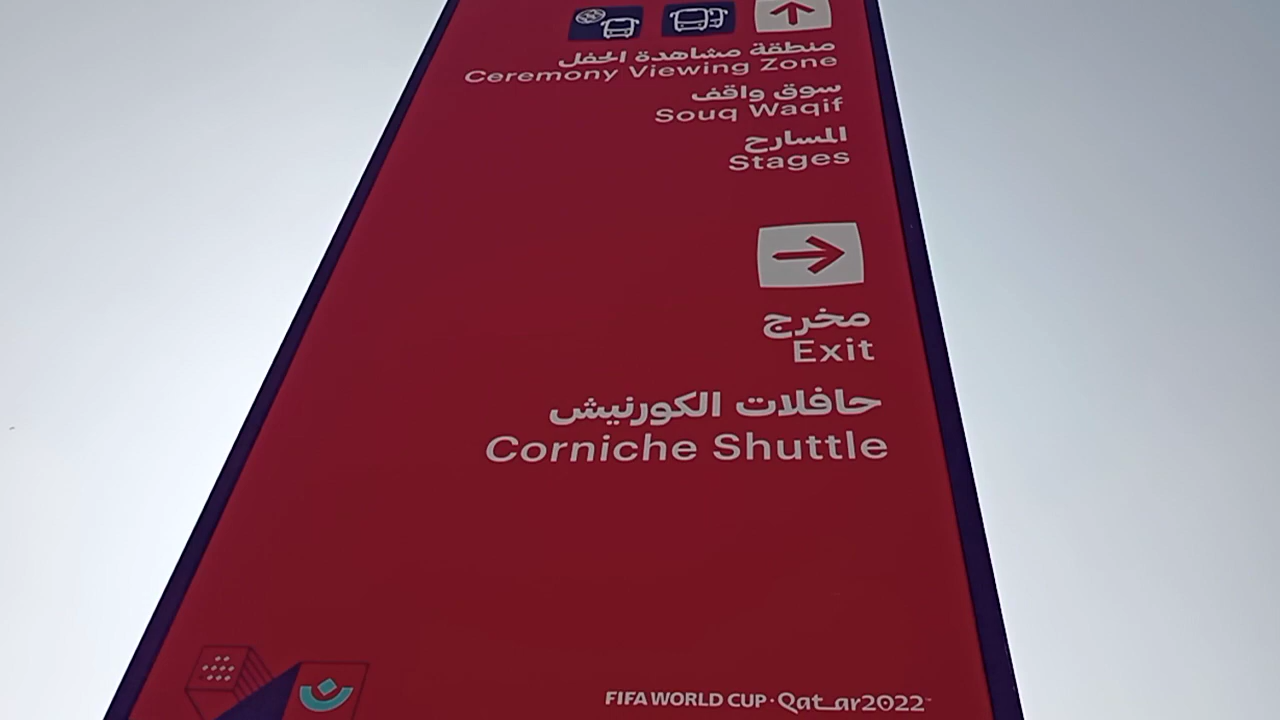 منطقة مشاهدة الحفل
Ceremony Viewing Zone
سوق واقف
Souq Waqif
المسارح
Stages
مخرج
Exit
حافلات الكورنيش
Corniche Shuttle
FIFA WORLD CUP · Qatar2022™